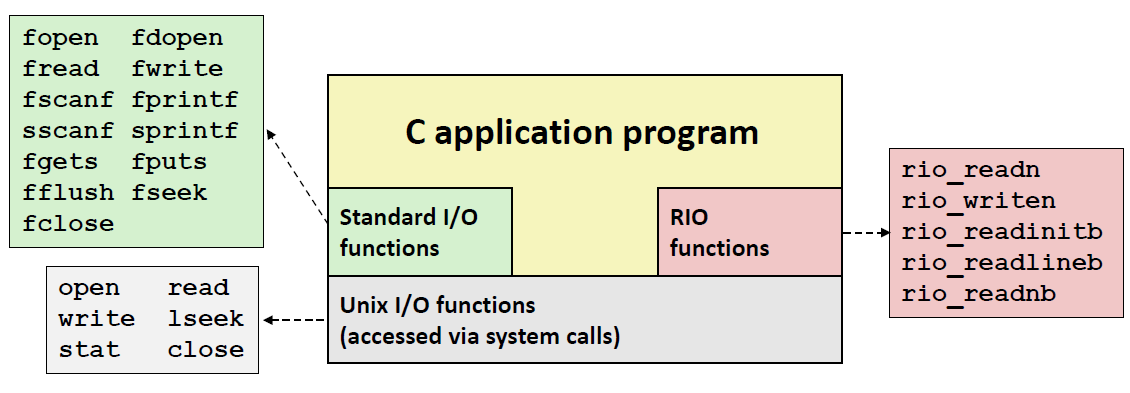 fopen fdopen
fread fwrite
fscanf fprintf
sscanf sprintf
fgets fputs
fflush fseek
fclose
open read
write lseek
stat close
C application program
Standard I/O
functions
RIO
functions
Unix I/O functions
(accessed via system calls)
rio_readn
rio_writen
rio_readinitb
rio_readlineb
rio_readnb